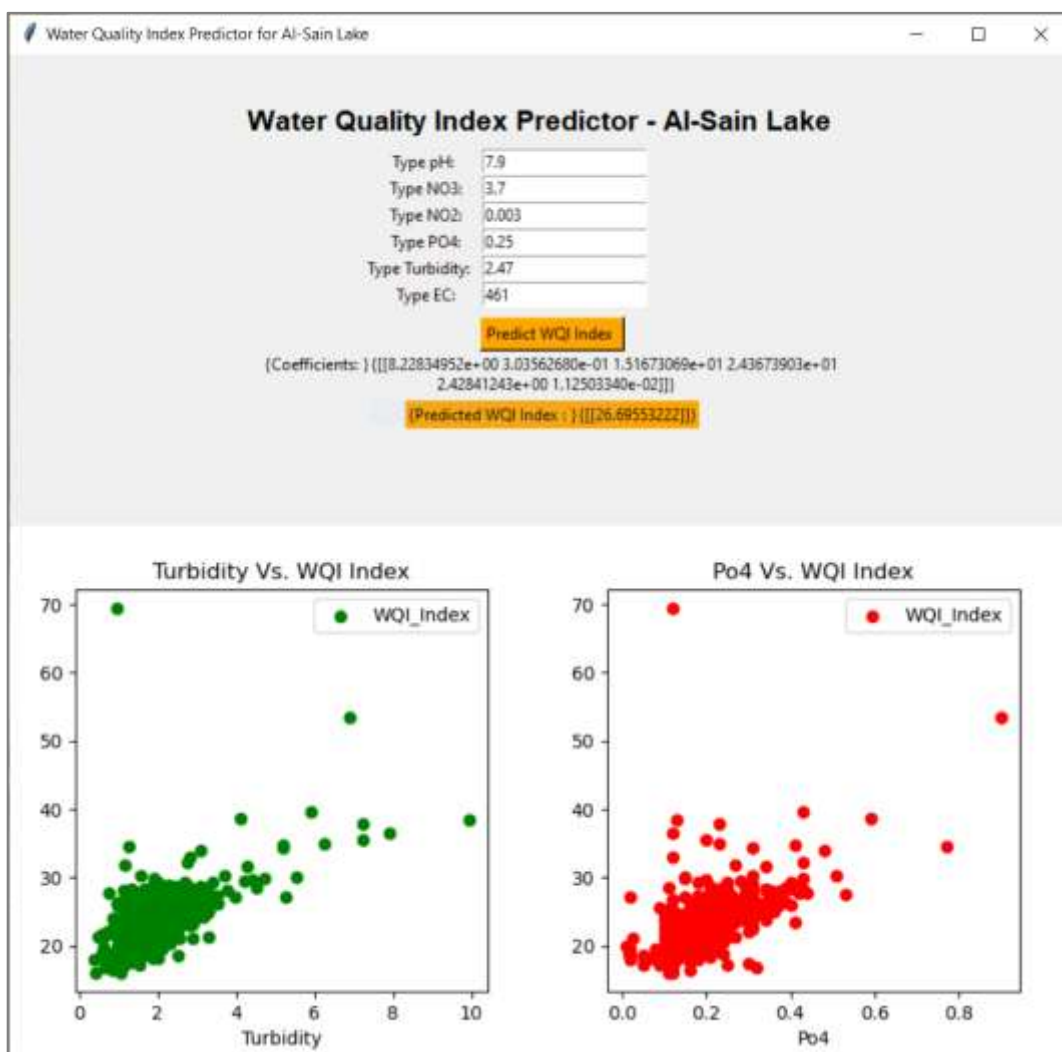 Water Quality Index Predictor for Al-Sain Lake
Water Quality Index Predictor - Al-Sain Lake
Type pH: 7.9
Type NO3: 3.7
Type NO2: 0.003
Type PO4: 0.25
Type Turbidity: 2.47
Type EC: 461
Predict WQI Index
{Coefficients: } {[[8.22834952e+00 3.03562680e-01 1.51673069e+01 2.43673903e+01
2.42841243e+00 1.12503340e-02]]}
{Predicted WQI Index : } {[[26.69553222]]}
Turbidity Vs. WQI Index
70
60
50
40
30
20
WQI_Index
0 2 4 6 8 10
Turbidity
Po4 Vs. WQI Index
70
60
50
40
30
20
WQI_Index
0.0 0.2 0.4 0.6 0.8
Po4